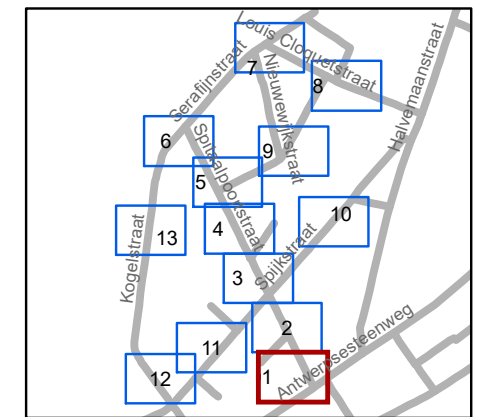 Louis Cloquetstraat
7
Serafijnstraat
Nieuwewijkstraat
8
Halvemaanstraat
6
Spitaalpoortstraat
9
5
4
10
Kogelstraat
13
Spijkstraat
3
2
11
Antwerpsesteenweg
1
12